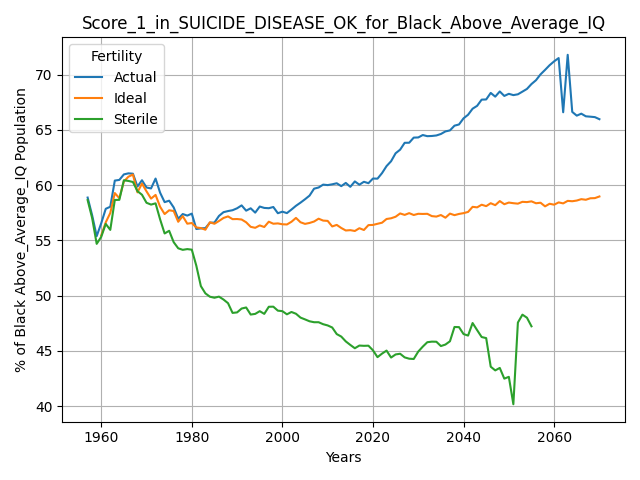 Score_1_in_SUICIDE_DISEASE_OK_for_Black_Above_Average_IQ
% of Black Above_Average_IQ Population
70
65
60
55
50
45
40
Fertility
Actual
Ideal
Sterile
1960 1980 2000 2020 2040 2060
Years